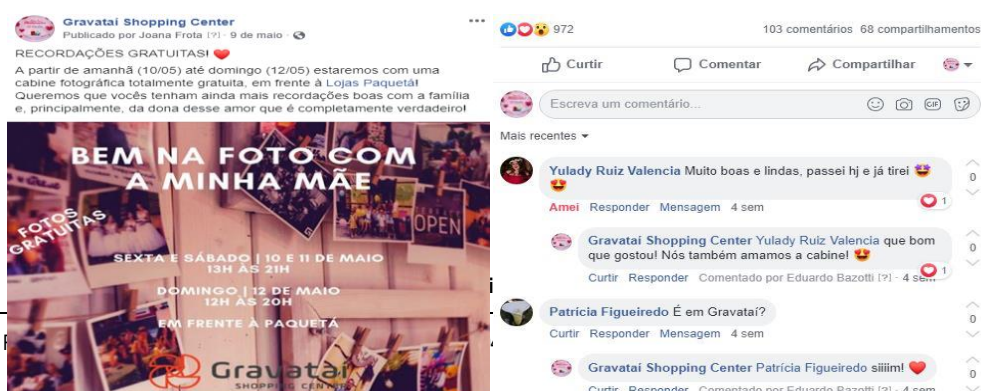 Gravataí Shopping Center
Publicado por Joana Frota [?] · 9 de maio ·
RECORDAÇÕES GRATUITAS! ❤️
A partir de amanhã (10/05) até domingo (12/05) estaremos com uma
cabine fotográfica totalmente gratuita, em frente à Lojas Paquetá!
Queremos que vocês tenham ainda mais recordações boas com a família
e, principalmente, da dona desse amor que é completamente verdadeiro!
BEM NA FOTO COM
A MINHA MÃE
FOTOS
GRATUITAS
OPEN
SEXTA E SÁBADO | 10 E 11 DE MAIO
13H ÀS 21H
DOMINGO | 12 DE MAIO
12H ÀS 20H
EM FRENTE À PAQUETÁ
Gravataí
SHOPPING CENTER
972
103 comentários 68 compartilhamentos
Curtir Comentar Compartilhar
Escreva um comentário...
GIF
Mais recentes
Yulady Ruiz Valencia Muito boas e lindas, passei hj e já tirei 🤩
🤩
Amei Responder Mensagem 4 sem
1
0
Gravataí Shopping Center Yulady Ruiz Valencia que bom
que gostou! Nós também amamos a cabine! 🤩
Curtir Responder Comentado por Eduardo Bazotti [?] · 4 sem
1
0
Patrícia Figueiredo É em Gravataí?
Curtir Responder Mensagem 4 sem
0
Gravataí Shopping Center Patrícia Figueiredo siiiim! ❤️
Curtir Responder Comentado por Eduardo Bazotti [?] · 4 sem
0